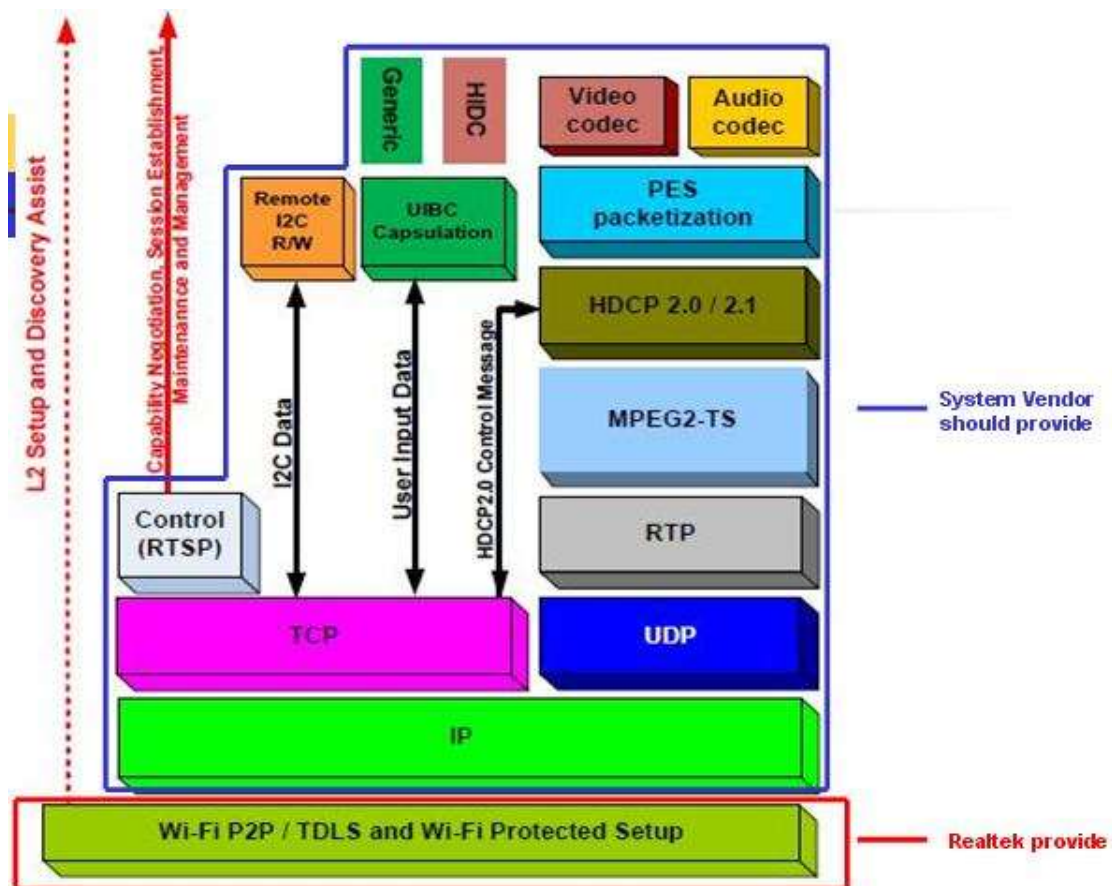 L2 Setup and Discovery Assist
Capability Negotiation, Session Establishment,
Maintenannce and Management
Generic
HIDC
Video
codec
Audio
codec
Remote
I2C
R/W
UIBC
Capsulation
PES
packetization
HDCP 2.0 / 2.1
I2C Data
User Input Data
HDCP2.0 Control Message
MPEG2-TS
System Vendor
should provide
Control
(RTSP)
RTP
TCP
UDP
IP
Wi-Fi P2P / TDLS and Wi-Fi Protected Setup
Realtek provide